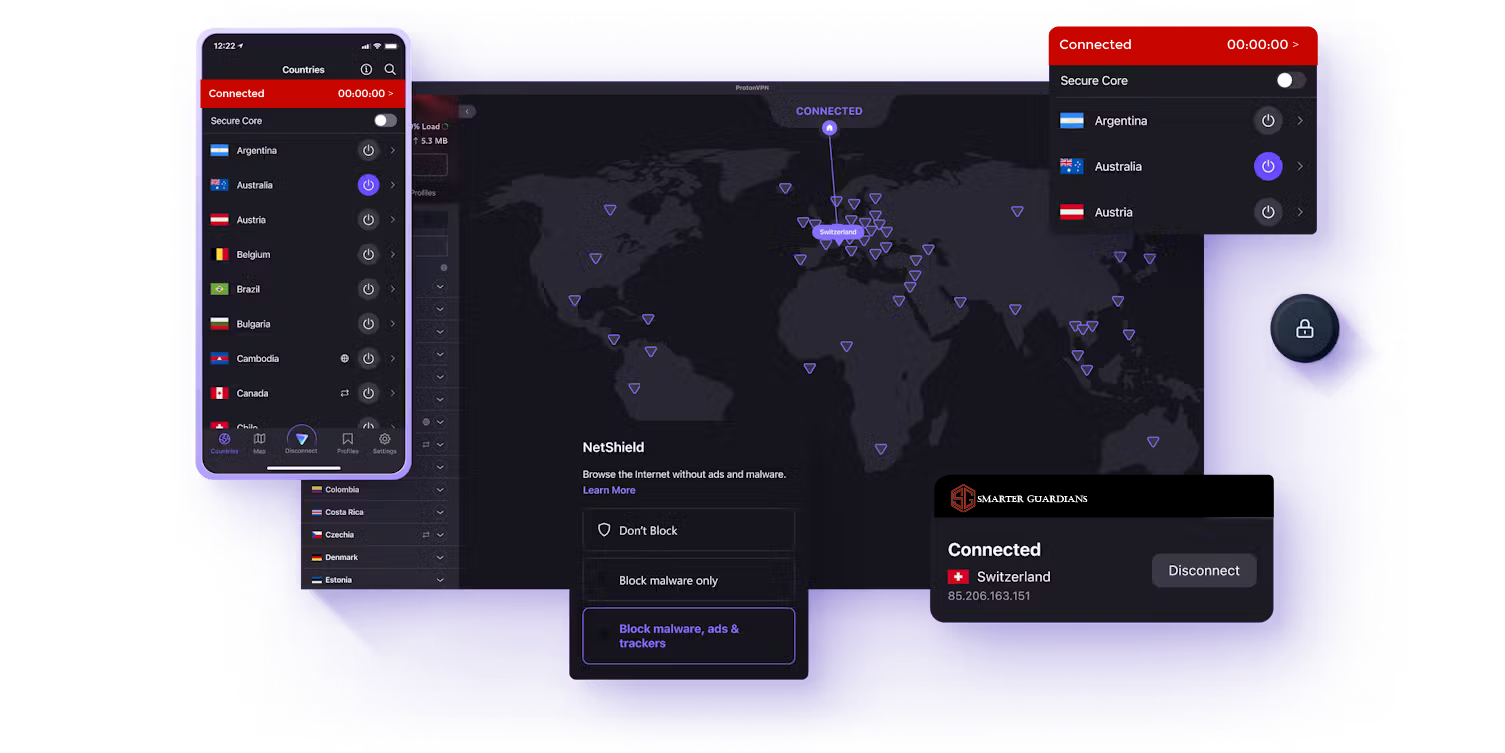 12:22
Countries
Connected
00:00:00 >
Secure Core
Argentina
Australia
Austria
Belgium
Brazil
Bulgaria
Cambodia
Canada
Chile
Countries
Map
Disconnect
Profiles
Settings
ProtonVPN
% Load
↑ 5.3 MB
Profiles
Colombia
Costa Rica
Czechia
Denmark
Estonia
CONNECTED
Switzerland
NetShield
Browse the Internet without ads and malware.
Learn More
Don't Block
Block malware only
Block malware, ads &
trackers
Connected
00:00:00 >
Secure Core
Argentina
Australia
Austria
SG SMARTER GUARDIANS
Connected
Switzerland
85.206.163.151
Disconnect